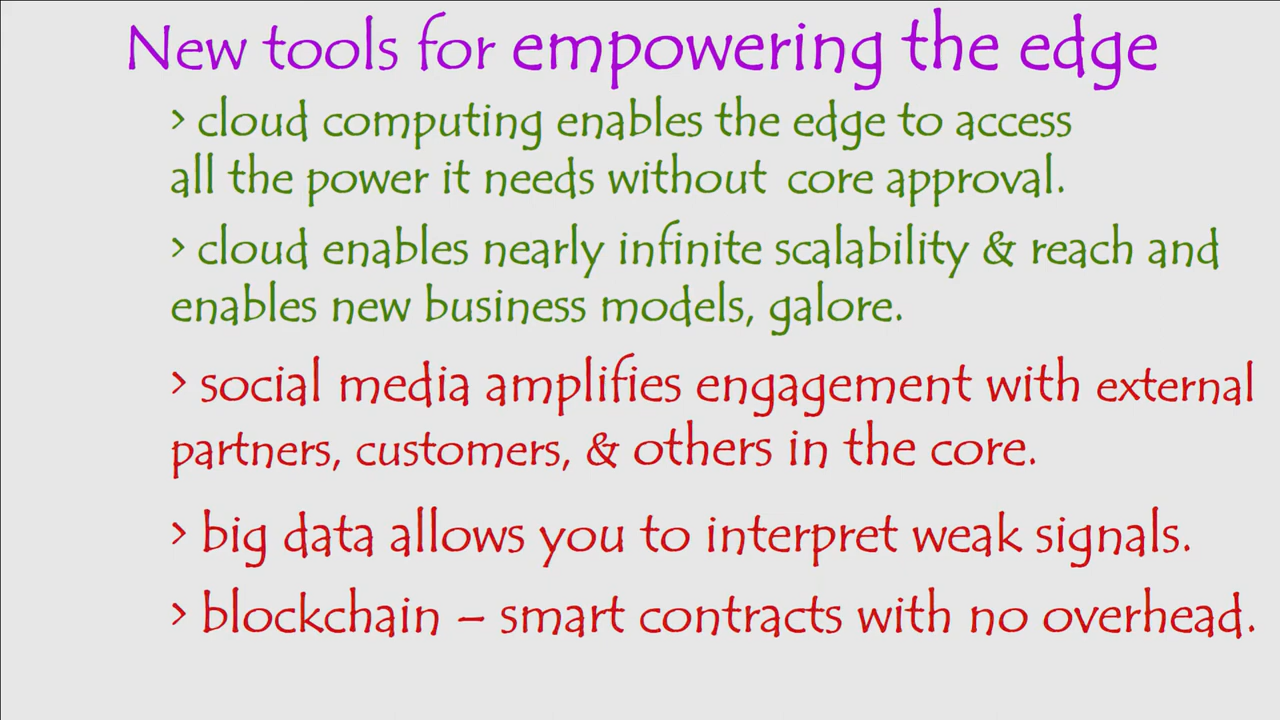 New tools for empowering the edge
> cloud computing enables the edge to access
all the power it needs without core approval.
> cloud enables nearly infinite scalability & reach and
enables new business models, galore.
> social media amplifies engagement with external
partners, customers, & others in the core.
> big data allows you to interpret weak signals.
> blockchain – smart contracts with no overhead.